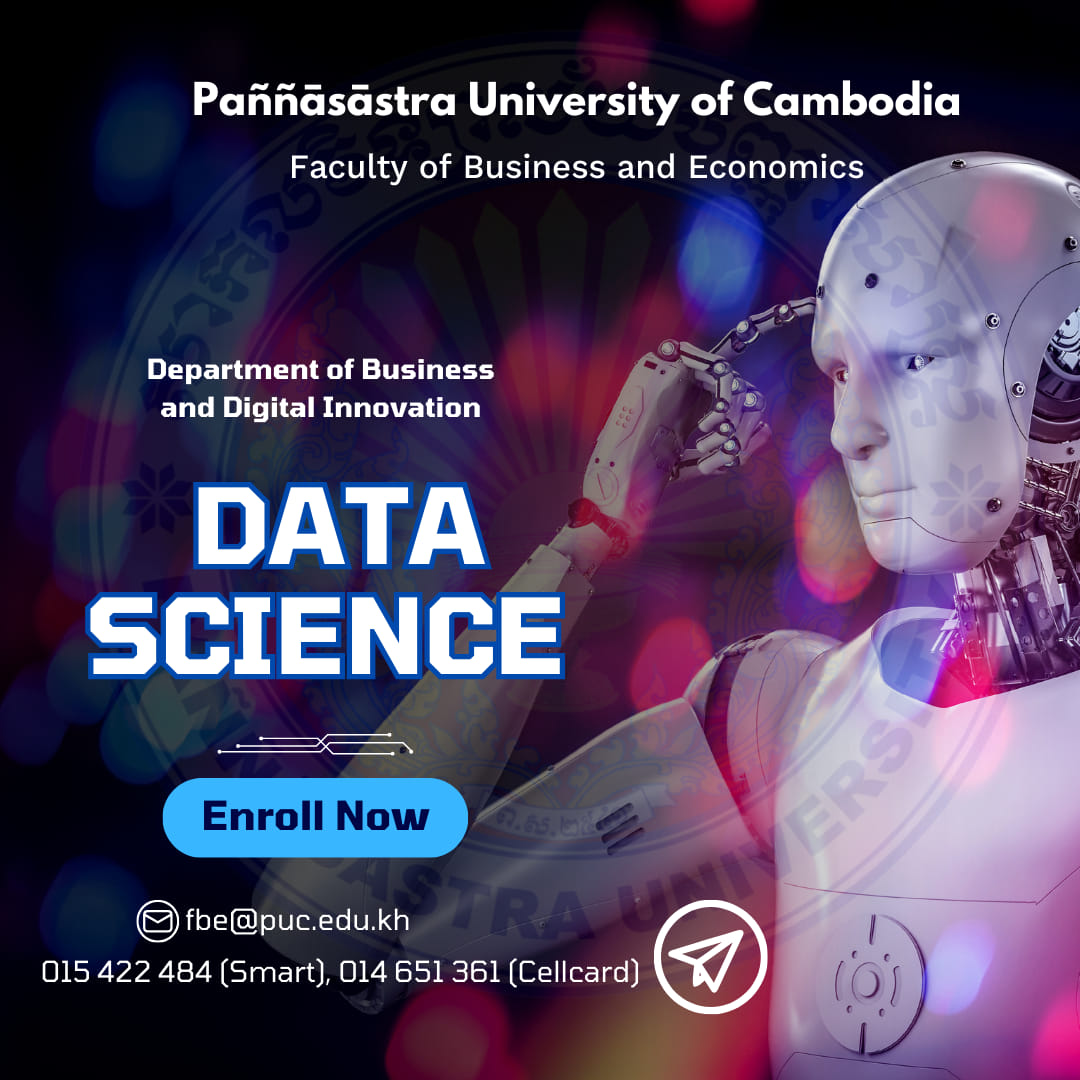 Paññāsāstra University of Cambodia
Faculty of Business and Economics
Department of Business
and Digital Innovation
DATA
SCIENCE
Enroll Now
fbe@puc.edu.kh
015 422 484 (Smart), 014 651 361 (Cellcard)